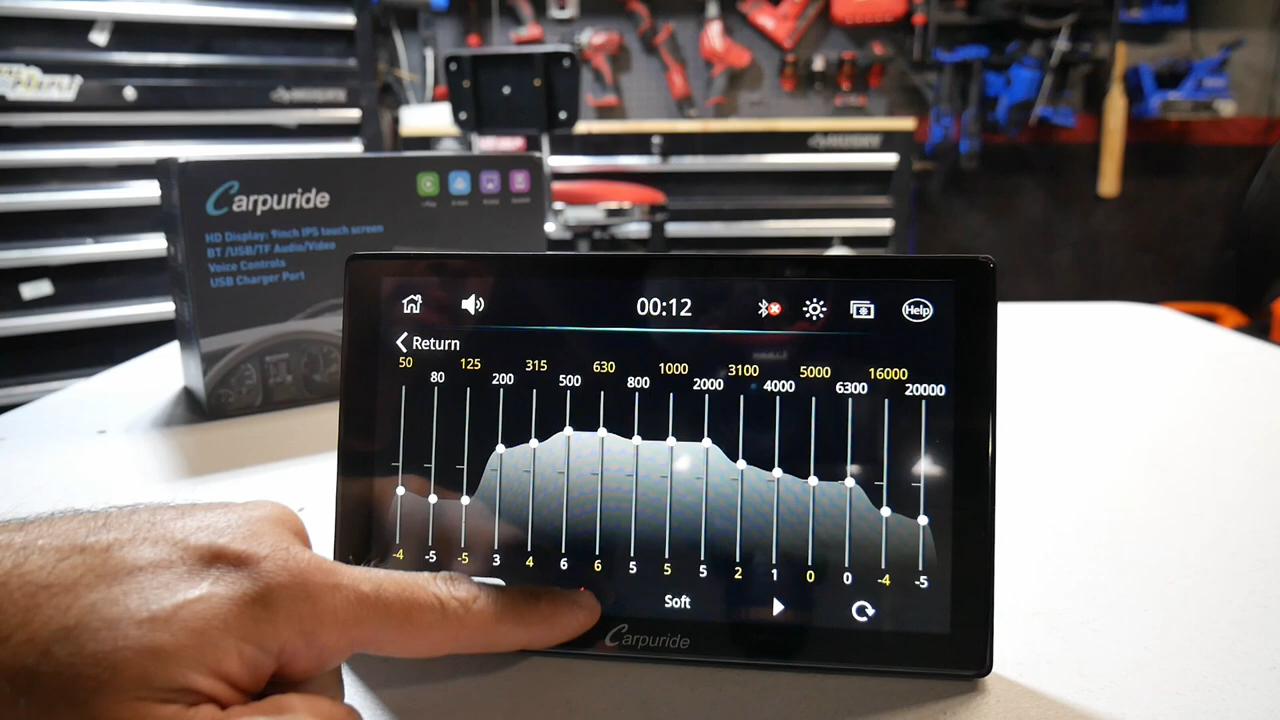 HUSKY
Carpuride
HD Display: 9inch IPS touch screen
BT /USB/TF Audio/Video
Voice Controls
USB Charger Port
00:12
Help
Return
50 125 315 630 1000 3100 5000 16000
80 200 500 800 2000 4000 6300 20000
-4 -5 -5 3 4 6 6 5 5 5 2 1 0 0 -4 -5
Soft
Carpuride